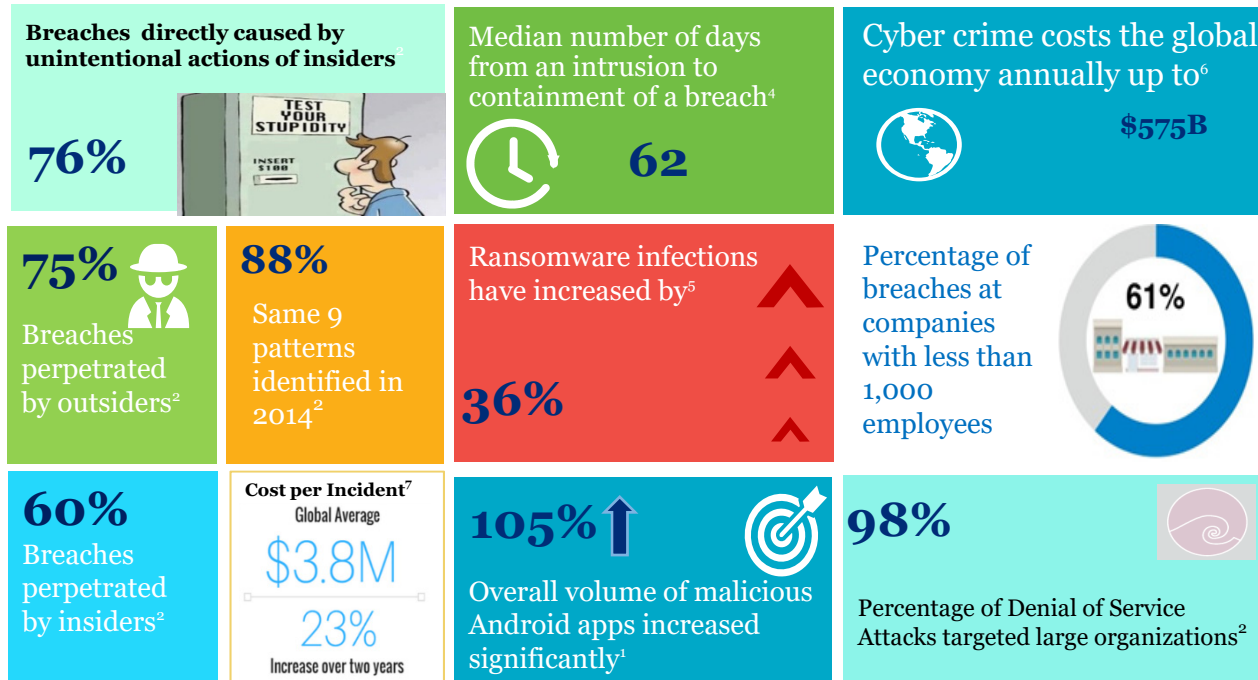 Breaches directly caused by
unintentional actions of insiders²
76%
TEST
YOUR
STUPIDITY
INSERT
$100
Median number of days
from an intrusion to
containment of a breach⁴
62
Cyber crime costs the global
economy annually up to⁶
$575B
75%
Breaches
perpetrated
by outsiders²
88%
Same 9
patterns
identified in
2014²
Ransomware infections
have increased by⁵
36%
Percentage of
breaches at
companies
with less than
1,000
employees
61%
60%
Breaches
perpetrated
by insiders²
Cost per Incident⁷
Global Average
$3.8M
23%
Increase over two years
105%
Overall volume of malicious
Android apps increased
significantly¹
98%
Percentage of Denial of Service
Attacks targeted large organizations²